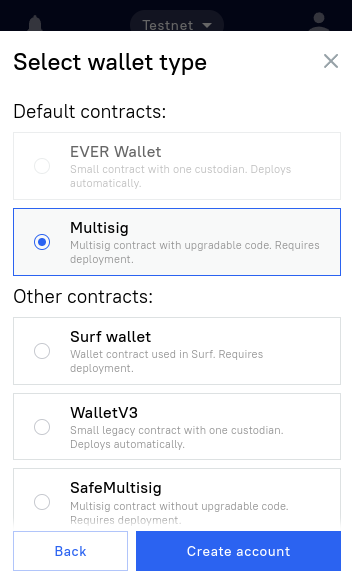 Testnet
Select wallet type
Default contracts:
EVER Wallet
Small contract with one custodian. Deploys
automatically.
Multisig
Multisig contract with upgradable code. Requires
deployment.
Other contracts:
Surf wallet
Wallet contract used in Surf. Requires
deployment.
WalletV3
Small legacy contract with one custodian.
Deploys automatically.
SafeMultisig
Multisig contract without upgradable code.
Requires deployment.
Back
Create account